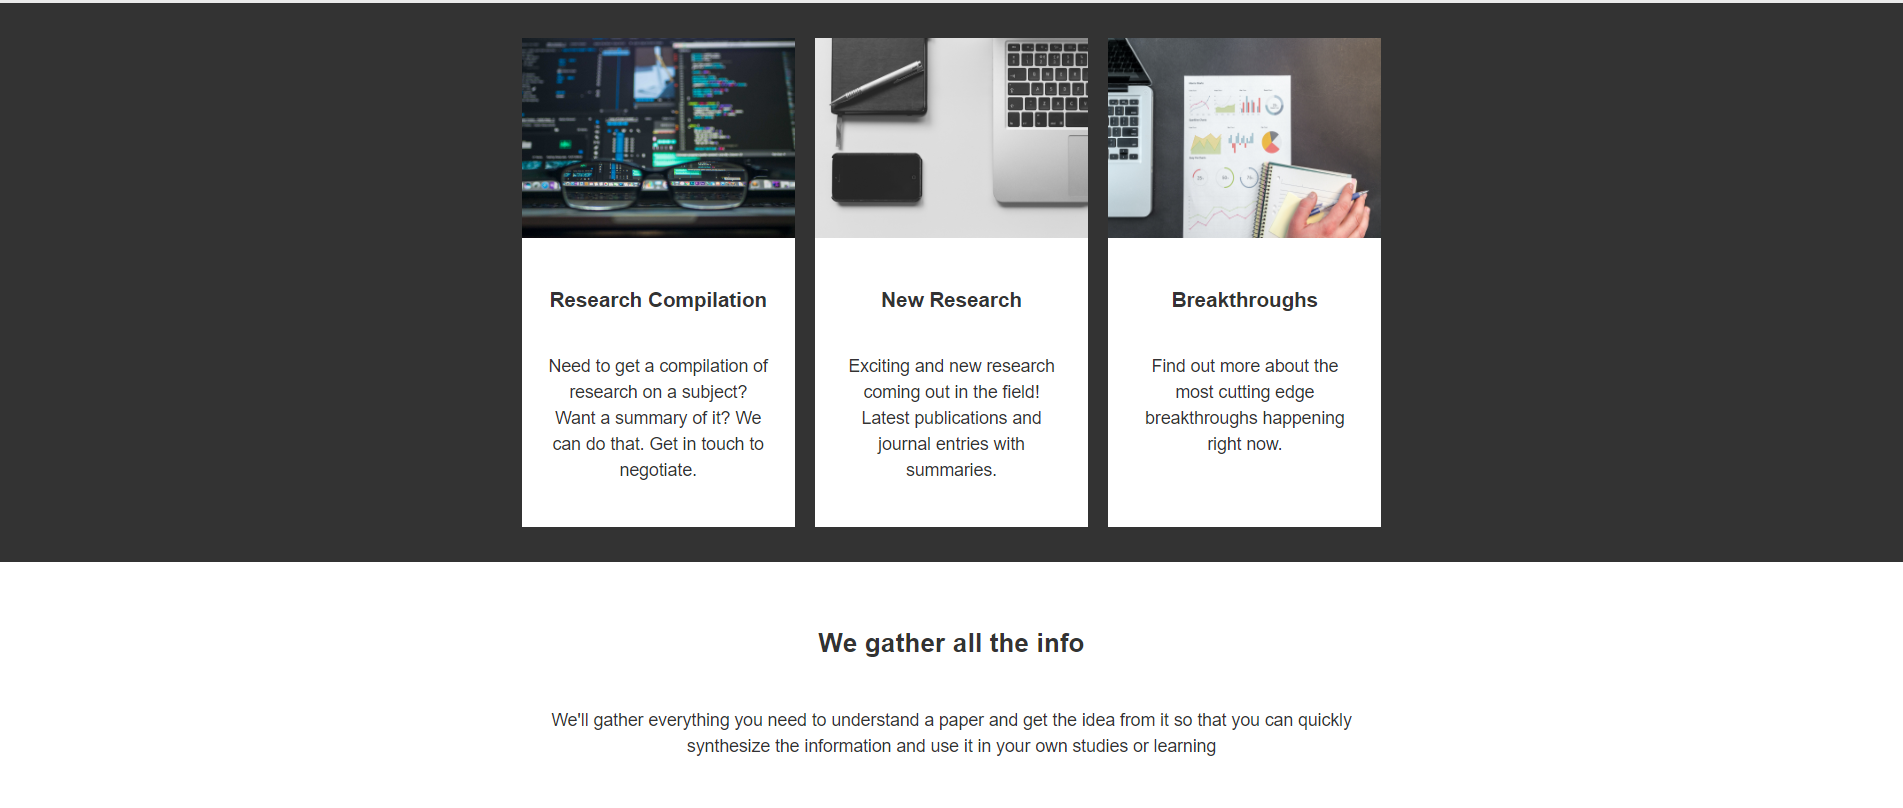 Research Compilation
Need to get a compilation of
research on a subject?
Want a summary of it? We
can do that. Get in touch to
negotiate.
New Research
Exciting and new research
coming out in the field!
Latest publications and
journal entries with
summaries.
Breakthroughs
Find out more about the
most cutting edge
breakthroughs happening
right now.
We gather all the info
We'll gather everything you need to understand a paper and get the idea from it so that you can quickly
synthesize the information and use it in your own studies or learning